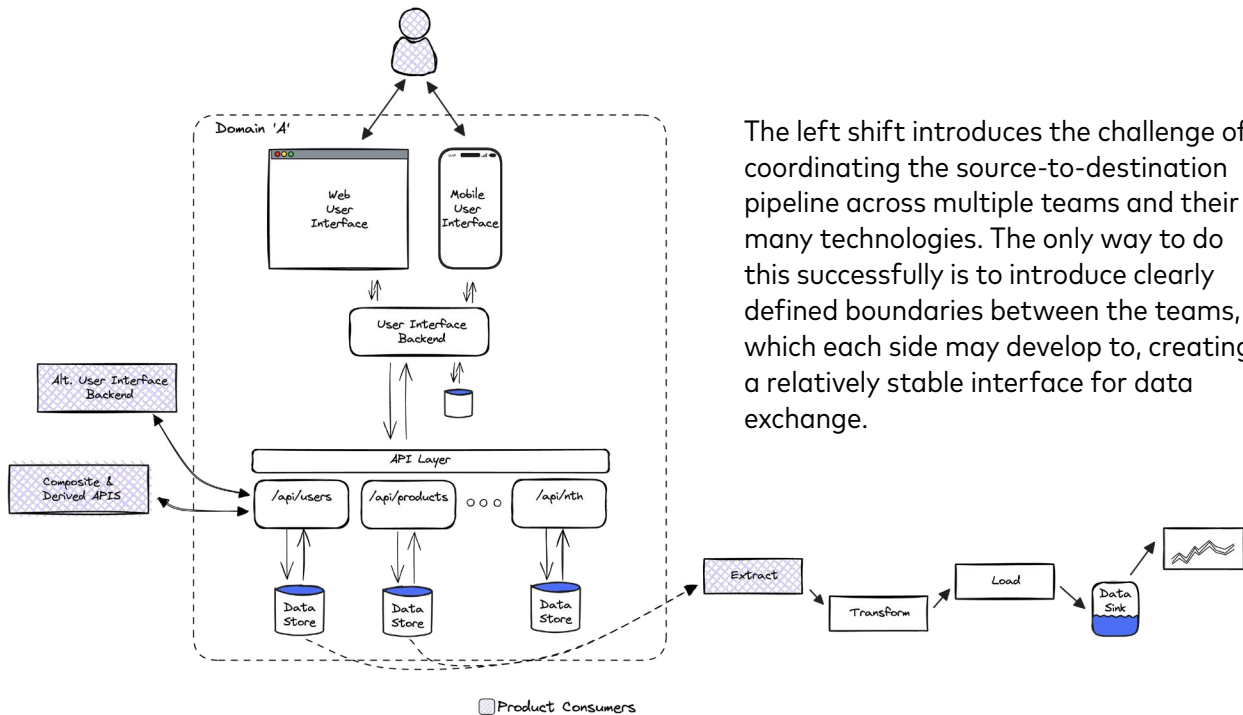 Domain 'A'
Web
User
Interface
Mobile
User
Interface
User Interface
Backend
Alt. User Interface
Backend
Composite &
Derived APIS
API Layer
/api/users
/api/products
/api/nth
Data
Store
Data
Store
Data
Store
The left shift introduces the challenge of
coordinating the source-to-destination
pipeline across multiple teams and their
many technologies. The only way to do
this successfully is to introduce clearly
defined boundaries between the teams,
which each side may develop to, creating
a relatively stable interface for data
exchange.
Extract
Transform
Load
Data
Sink
Product Consumers